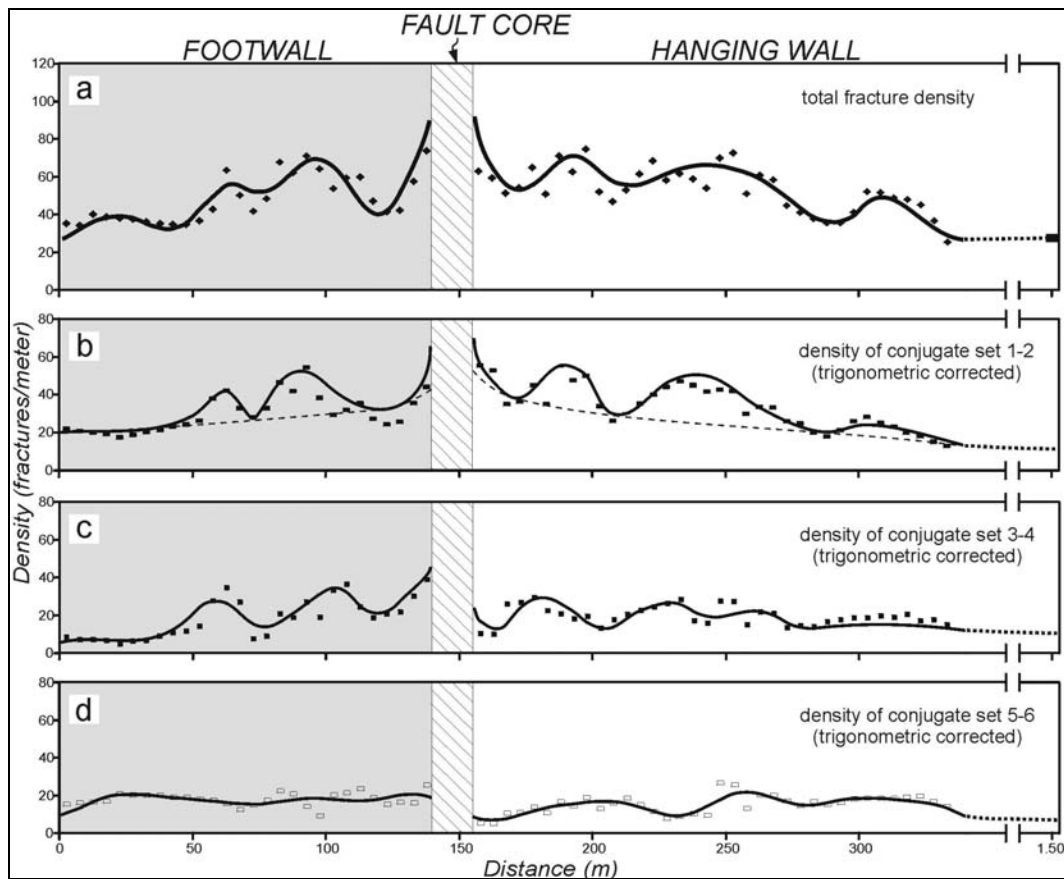 FAULT CORE
FOOTWALL
HANGING WALL
120
100
80
60
40
20
0
a
total fracture density
80
60
40
20
0
b
density of conjugate set 1-2
(trigonometric corrected)
80
60
40
20
0
c
density of conjugate set 3-4
(trigonometric corrected)
80
60
40
20
0
d
density of conjugate set 5-6
(trigonometric corrected)
Density (fractures/meter)
0 50 100 150 200 250 300 1.50
Distance (m)